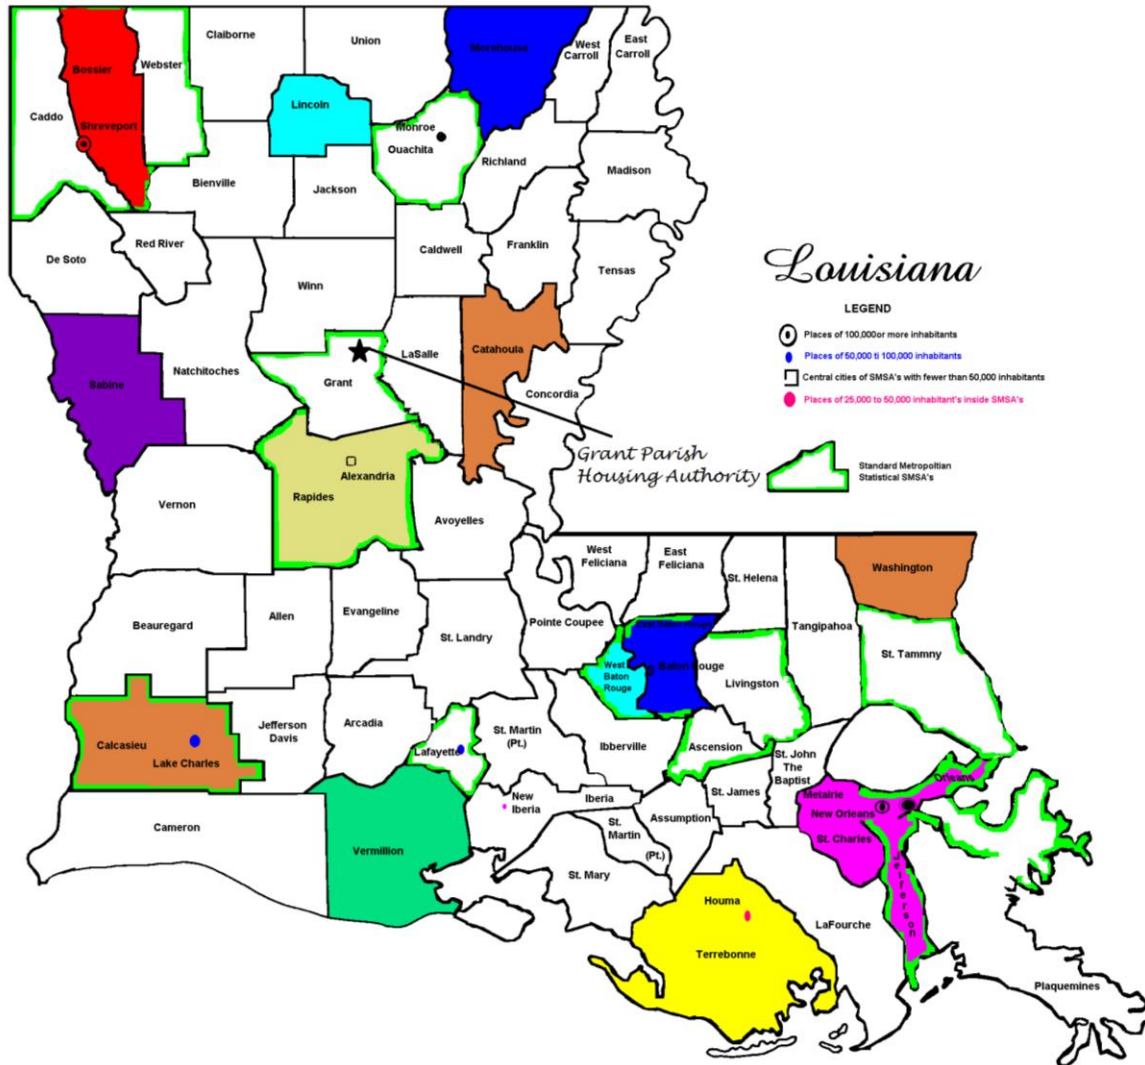 Claiborne
Union
Morehouse
West
Carroll
East
Carroll
Bossier
Webster
Lincoln
Caddo
Shreveport
Monroe
Ouachita
Richland
Madison
Bienville
Jackson
De Soto
Red River
Caldwell
Franklin
Tensas
Winn
Louisiana
LEGEND
Places of 100,000or more inhabitants
Places of 50,000 ti 100,000 inhabitants
Central cities of SMSA's with fewer than 50,000 inhabitants
Places of 25,000 to 50,000 inhabitant's inside SMSA's
Standard Metropoltian
Statistical SMSA's
Sabine
Natchitoches
Grant
LaSalle
Catahoula
Concordia
Grant Parish
Housing Authority
Alexandria
Rapides
Vernon
Avoyelles
West
Feliciana
East
Feliciana
St. Helena
Washington
Beauregard
Allen
Evangeline
St. Landry
Pointe Coupee
East Baton Rouge
Tangipahoa
St. Tammny
West
Baton
Rouge
Baton Rouge
Livingston
Calcasieu
Lake Charles
Jefferson
Davis
Arcadia
Lafayette
St. Martin
(Pt.)
Ibberville
Ascension
St. John
The
Baptist
Orleans
Cameron
Vermillion
New
Iberia
Iberia
St.
Martin
(Pt.)
Assumption
St. James
Metairie
New Orleans
St. Charles
Jefferson
St. Mary
Houma
Terrebonne
LaFourche
Plaquemines